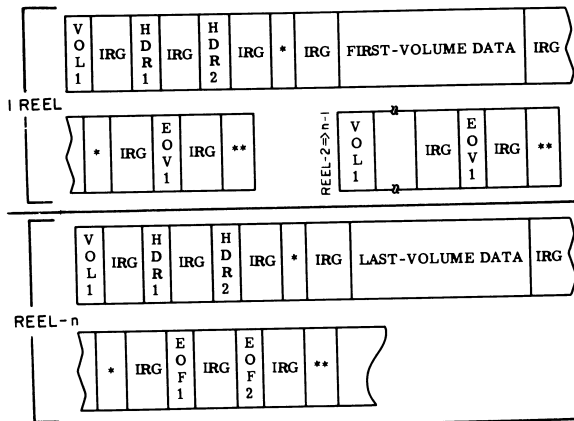 VOL1 IRG HDR1 IRG HDR2 IRG * IRG FIRST-VOLUME DATA IRG
1 REEL
* IRG EOV1 IRG **
REEL-2=>n-1
VOL1 IRG EOV1 IRG **
VOL1 IRG HDR1 IRG HDR2 IRG * IRG LAST-VOLUME DATA IRG
REEL-n
* IRG EOF1 IRG EOF2 IRG **